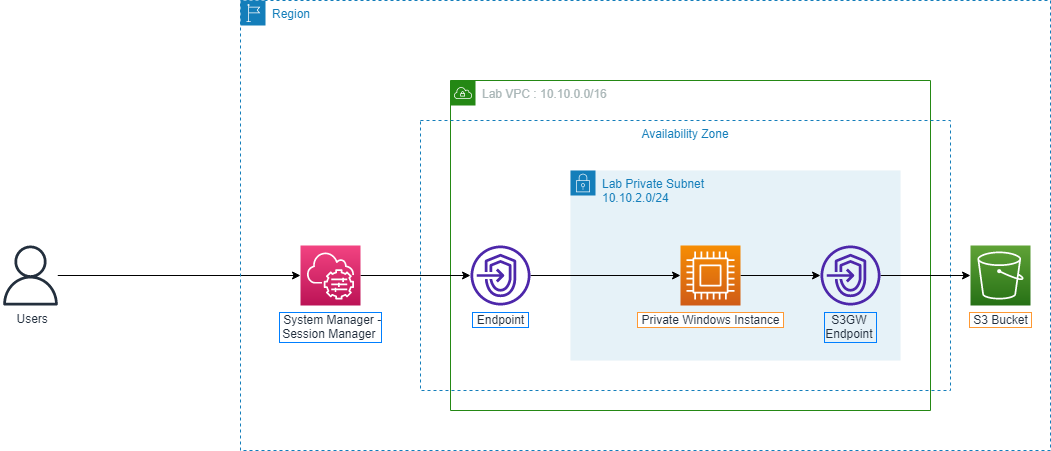 Region
Lab VPC : 10.10.0.0/16
Availability Zone
Lab Private Subnet
10.10.2.0/24
Users
System Manager -
Session Manager
Endpoint
Private Windows Instance
S3GW
Endpoint
S3 Bucket